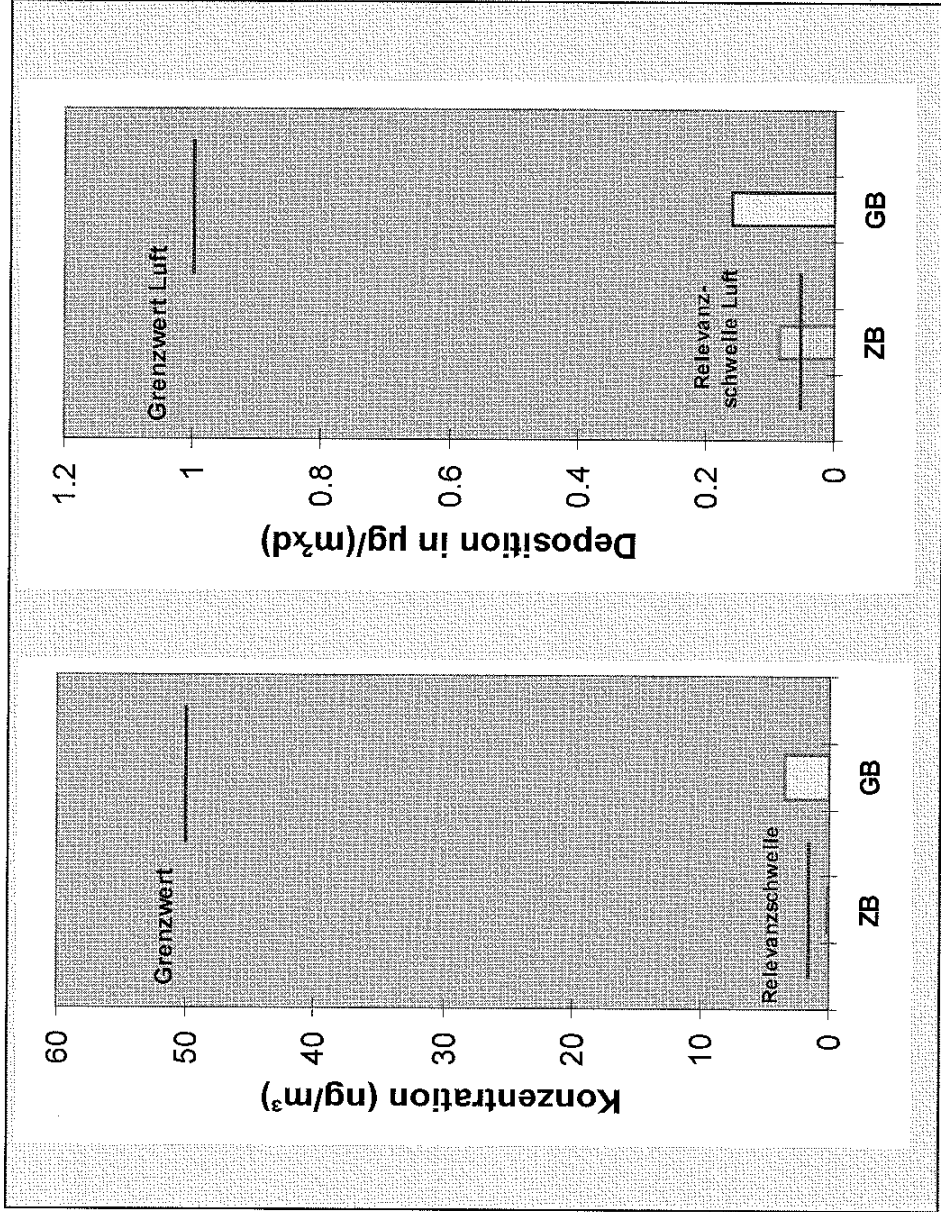 Konzentration (ng/m³)
60
50
40
30
20
10
0
Grenzwert
Relevanzschwelle
ZB
GB
Deposition in µg/(m²xd)
1.2
1
0.8
0.6
0.4
0.2
0
Grenzwert Luft
Relevanz-
schwelle Luft
ZB
GB